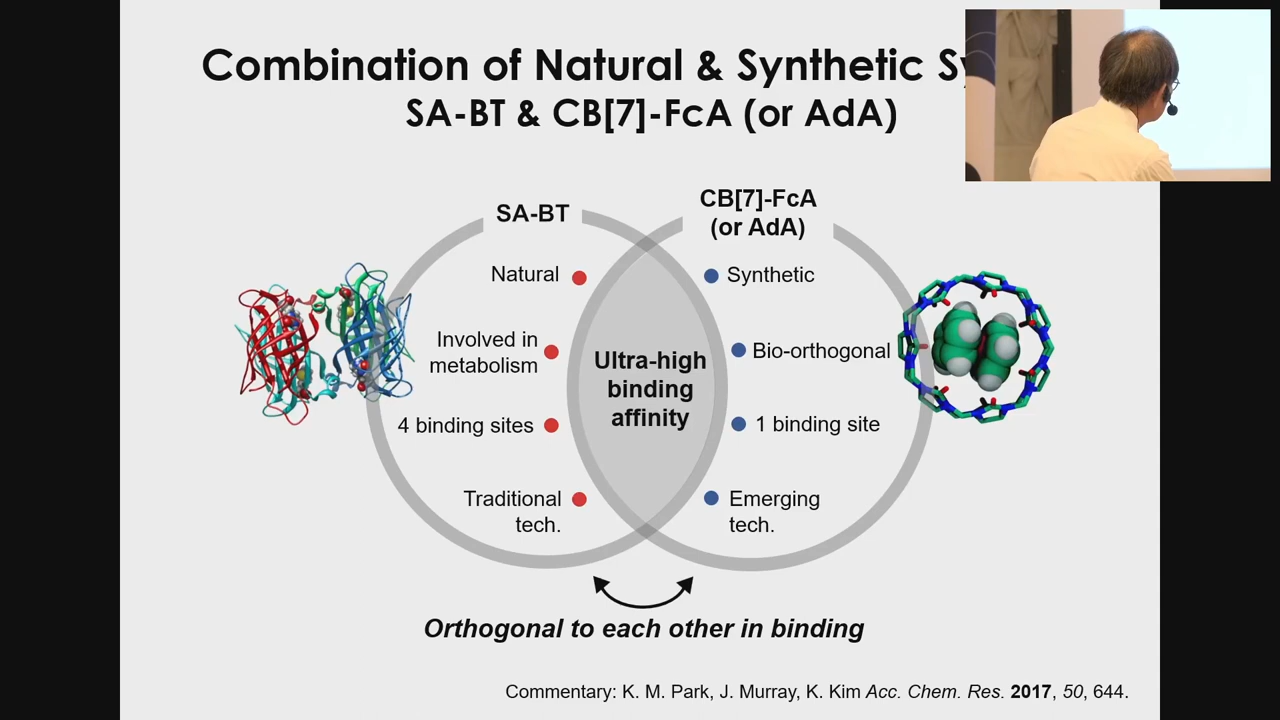 Combination of Natural & Synthetic
SA-BT & CB[7]-FcA (or AdA)
SA-BT
CB[7]-FcA
(or AdA)
Natural
Synthetic
Involved in
metabolism
Ultra-high
binding
affinity
Bio-orthogonal
4 binding sites
1 binding site
Traditional
tech.
Emerging
tech.
Orthogonal to each other in binding
Commentary: K. M. Park, J. Murray, K. Kim Acc. Chem. Res. 2017, 50, 644.